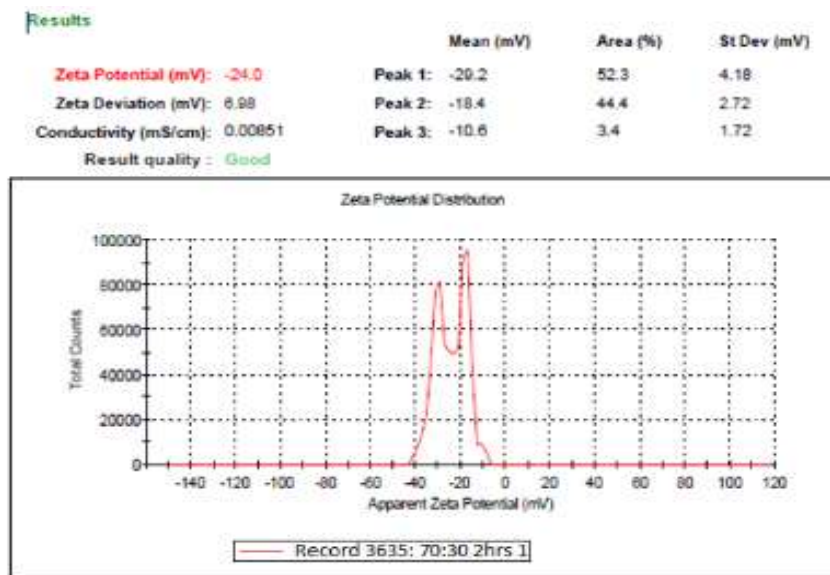 Results
Mean (mV) Area (%) St Dev (mV)
Zeta Potential (mV): -24.0 Peak 1: -29.2 52.3 4.18
Zeta Deviation (mV): 6.98 Peak 2: -18.4 44.4 2.72
Conductivity (mS/cm): 0.00851 Peak 3: -10.6 3.4 1.72
Result quality : Good
Zeta Potential Distribution
100000
80000
60000
40000
20000
0
Total Counts
-140 -120 -100 -80 -60 -40 -20 0 20 40 60 80 100 120
Apparent Zeta Potential (mV)
Record 3635: 70:30 2hrs 1